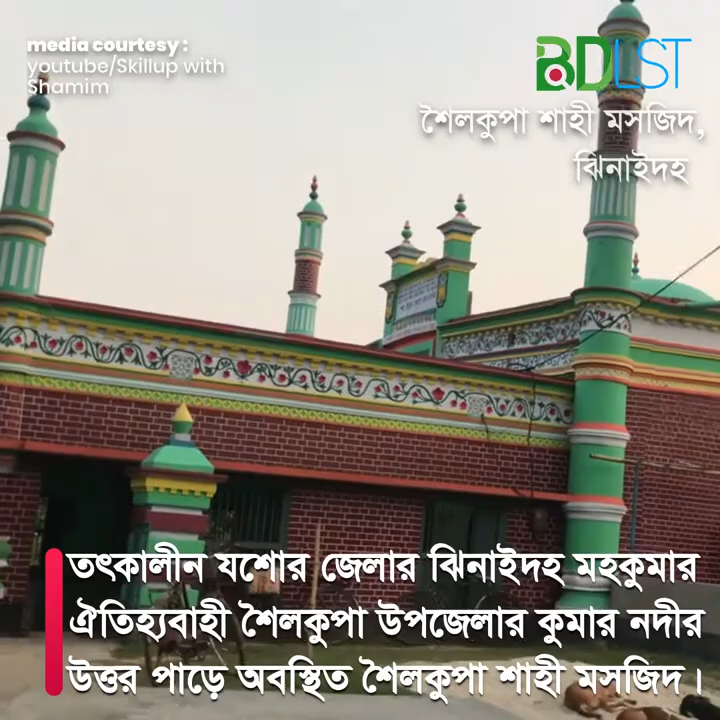 media courtesy :
youtube/Skillup with
Shamim
BDLST
শৈলকুপা শাহী মসজিদ,
ঝিনাইদহ
তৎকালীন যশোর জেলার ঝিনাইদহ মহকুমার
ঐতিহ্যবাহী শৈলকুপা উপজেলার কুমার নদীর
উত্তর পাড়ে অবস্থিত শৈলকুপা শাহী মসজিদ।